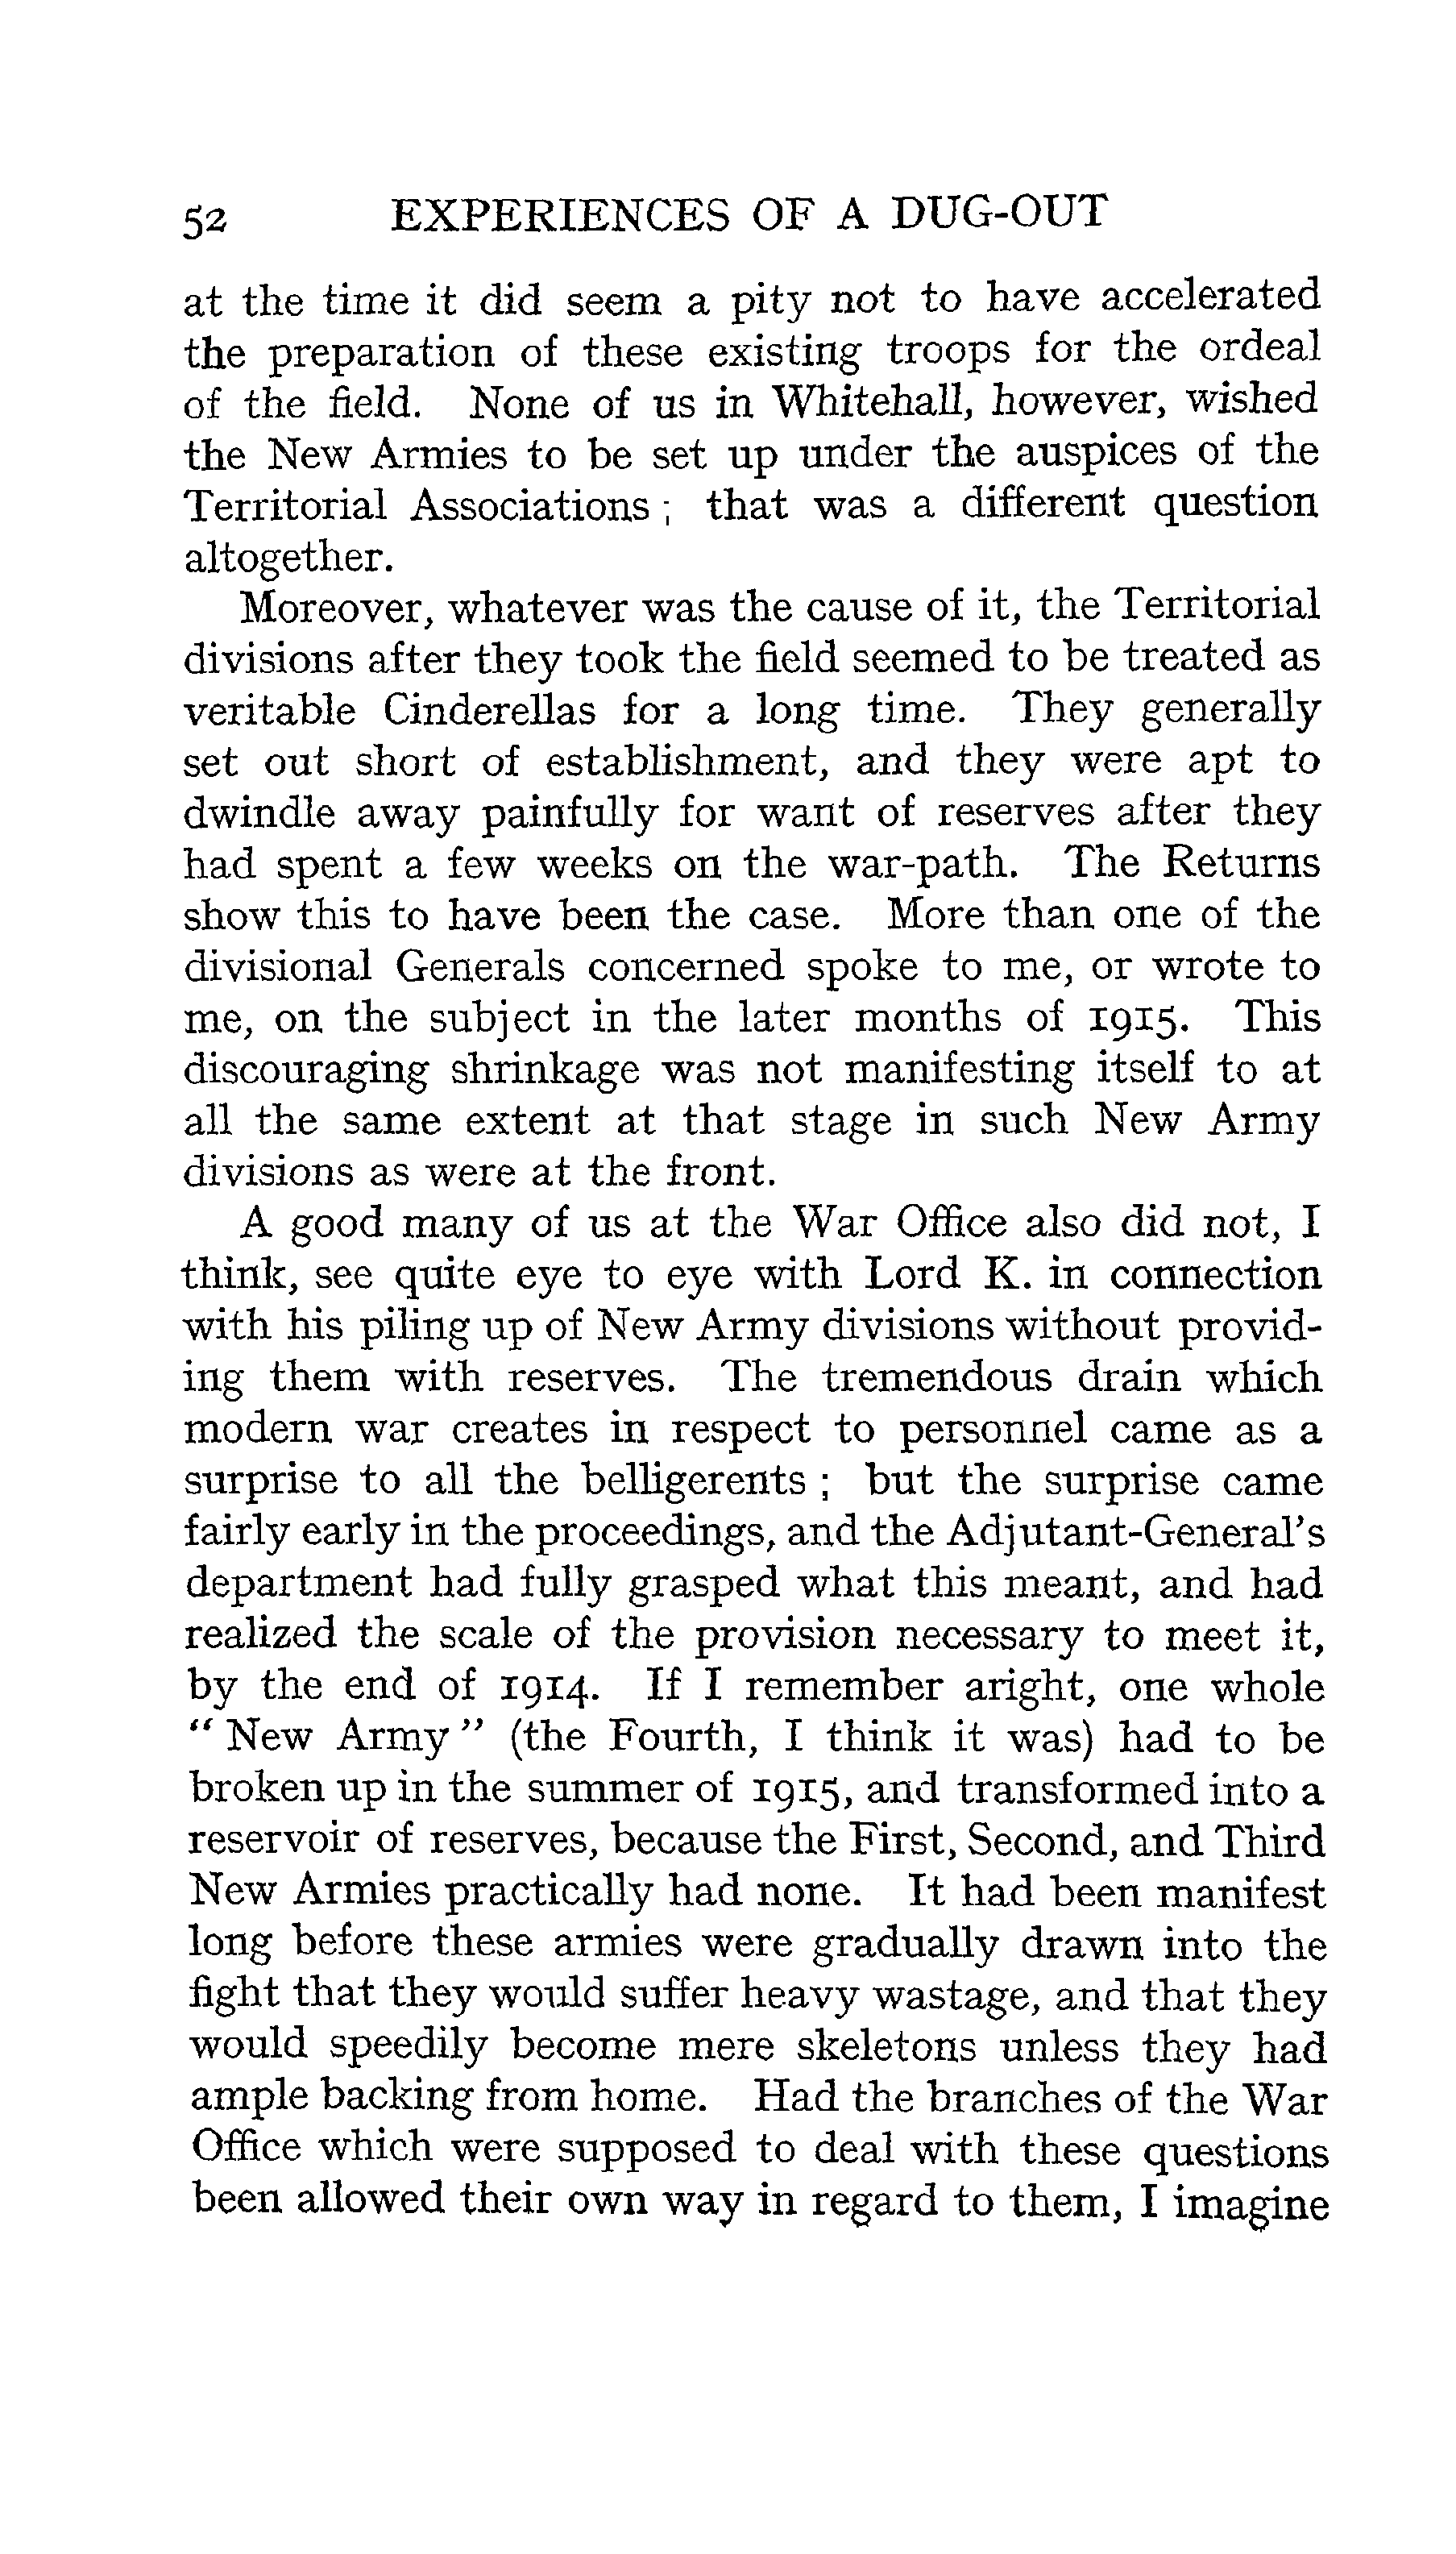 52 EXPERIENCES OF A DUG-OUT
at the time it did seem a pity not to have accelerated
the preparation of these existing troops for the ordeal
of the field. None of us in Whitehall, however, wished
the New Armies to be set up under the auspices of the
Territorial Associations ; that was a different question
altogether.
Moreover, whatever was the cause of it, the Territorial
divisions after they took the field seemed to be treated as
veritable Cinderellas for a long time. They generally
set out short of establishment, and they were apt to
dwindle away painfully for want of reserves after they
had spent a few weeks on the war-path. The Returns
show this to have been the case. More than one of the
divisional Generals concerned spoke to me, or wrote to
me, on the subject in the later months of 1915. This
discouraging shrinkage was not manifesting itself to at
all the same extent at that stage in such New Army
divisions as were at the front.
A good many of us at the War Office also did not, I
think, see quite eye to eye with Lord K. in connection
with his piling up of New Army divisions without provid-
ing them with reserves. The tremendous drain which
modern war creates in respect to personnel came as a
surprise to all the belligerents ; but the surprise came
fairly early in the proceedings, and the Adjutant-General's
department had fully grasped what this meant, and had
realized the scale of the provision necessary to meet it,
by the end of 1914. If I remember aright, one whole
“ New Army ” (the Fourth, I think it was) had to be
broken up in the summer of 1915, and transformed into a
reservoir of reserves, because the First, Second, and Third
New Armies practically had none. It had been manifest
long before these armies were gradually drawn into the
fight that they would suffer heavy wastage, and that they
would speedily become mere skeletons unless they had
ample backing from home. Had the branches of the War
Office which were supposed to deal with these questions
been allowed their own way in regard to them, I imagine